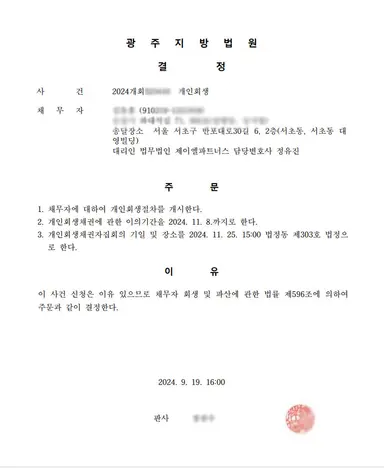 광 주 지 방 법 원
결 정
사 건 2024개회 개인회생
채 무 자 (910
송달장소 서울 서초구 반포대로30길 6, 2층(서초동, 서초동 대
영빌딩)
대리인 법무법인 제이엘파트너스 담당변호사 정유진
주 문
1. 채무자에 대하여 개인회생절차를 개시한다.
2. 개인회생채권에 관한 이의기간을 2024. 11. 8.까지로 한다.
3. 개인회생채권자집회의 기일 및 장소를 2024. 11. 25. 15:00 법정동 제303호 법정으
로 한다.
이 유
이 사건 신청은 이유 있으므로 채무자 회생 및 파산에 관한 법률 제596조에 의하여
주문과 같이 결정한다.
2024. 9. 19. 16:00
판사